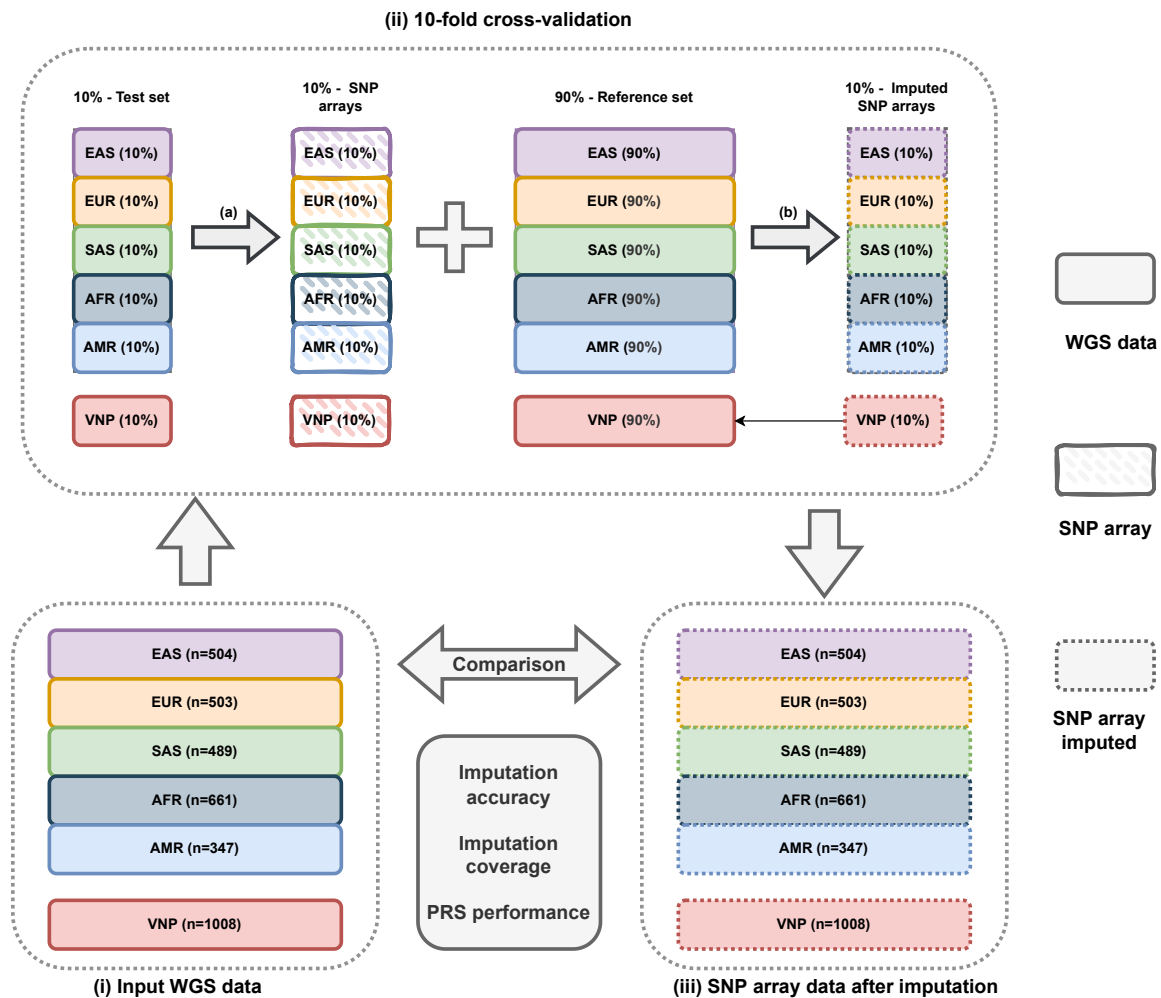 (ii) 10-fold cross-validation
10% - Test set
10% - SNP
arrays
90% - Reference set
10% - Imputed
SNP arrays
EAS (10%)
EUR (10%)
SAS (10%)
AFR (10%)
AMR (10%)
VNP (10%)
(a)
EAS (10%)
EUR (10%)
SAS (10%)
AFR (10%)
AMR (10%)
VNP (10%)
EAS (90%)
EUR (90%)
SAS (90%)
AFR (90%)
AMR (90%)
VNP (90%)
(b)
EAS (10%)
EUR (10%)
SAS (10%)
AFR (10%)
AMR (10%)
VNP (10%)
WGS data
SNP array
SNP array
imputed
EAS (n=504)
EUR (n=503)
SAS (n=489)
AFR (n=661)
AMR (n=347)
VNP (n=1008)
(i) Input WGS data
Comparison
Imputation
accuracy
Imputation
coverage
PRS performance
EAS (n=504)
EUR (n=503)
SAS (n=489)
AFR (n=661)
AMR (n=347)
VNP (n=1008)
(iii) SNP array data after imputation